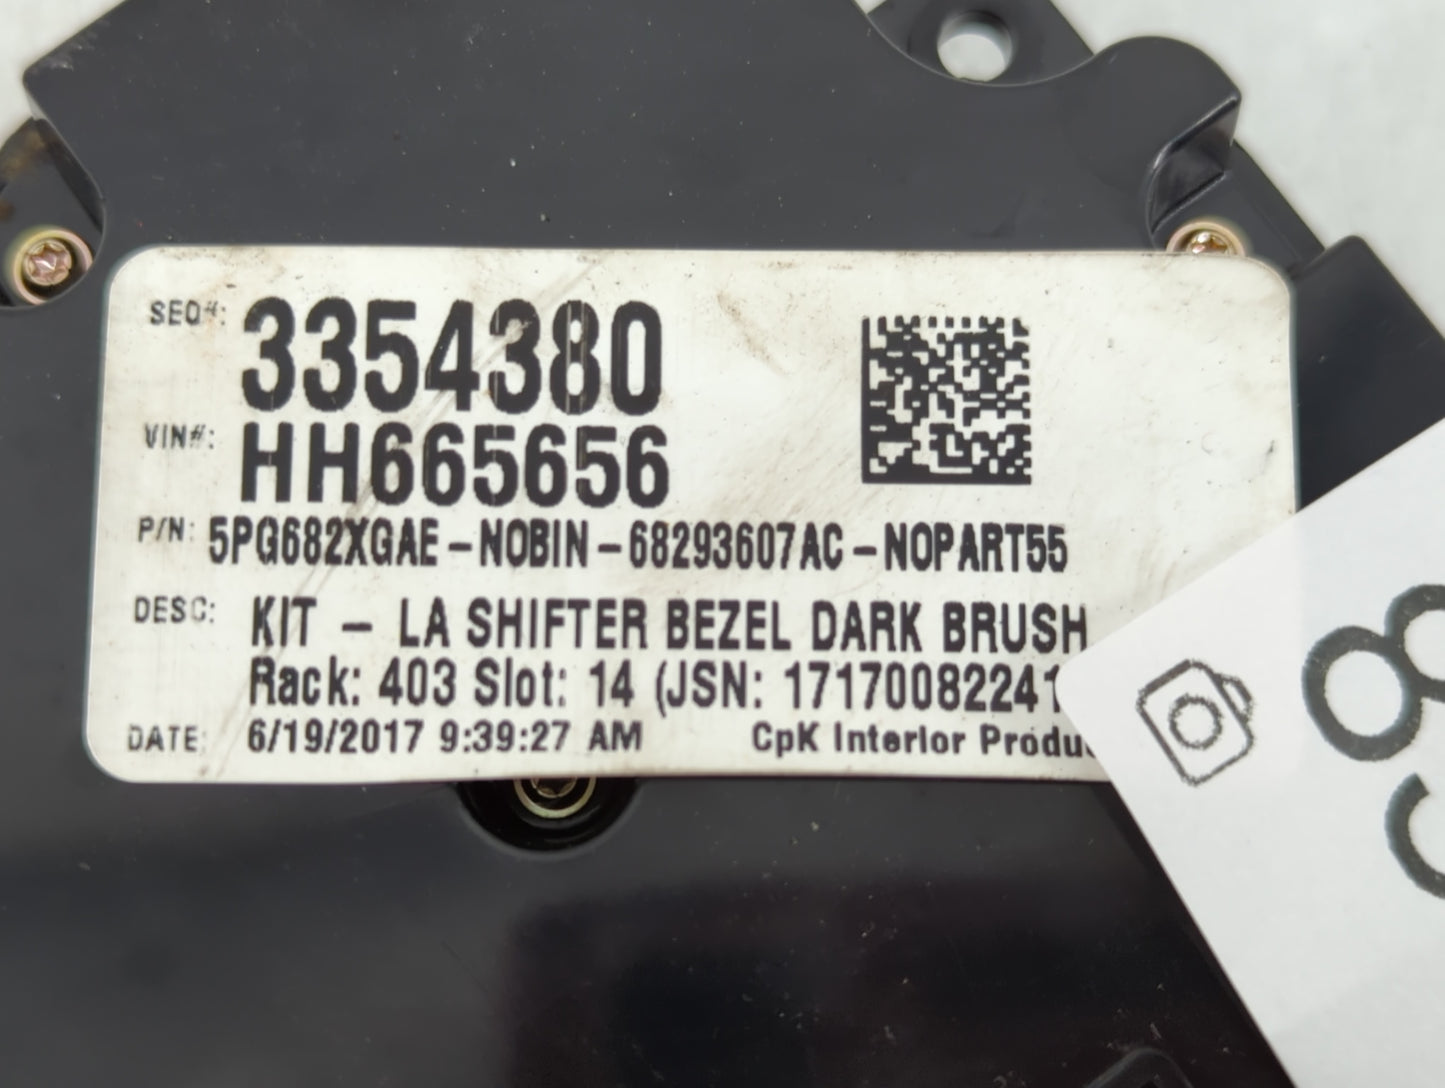 SEQ#: 3354380
VIN#: HH665656
P/N: 5PG682XGAE-NOBIN-68293607AC-NOPART55
DESC: KIT - LA SHIFTER BEZEL DARK BRUSH
Rack: 403 Slot: 14 (JSN: 17170082241
DATE: 6/19/2017 9:39:27 AM CpK Interior Produ